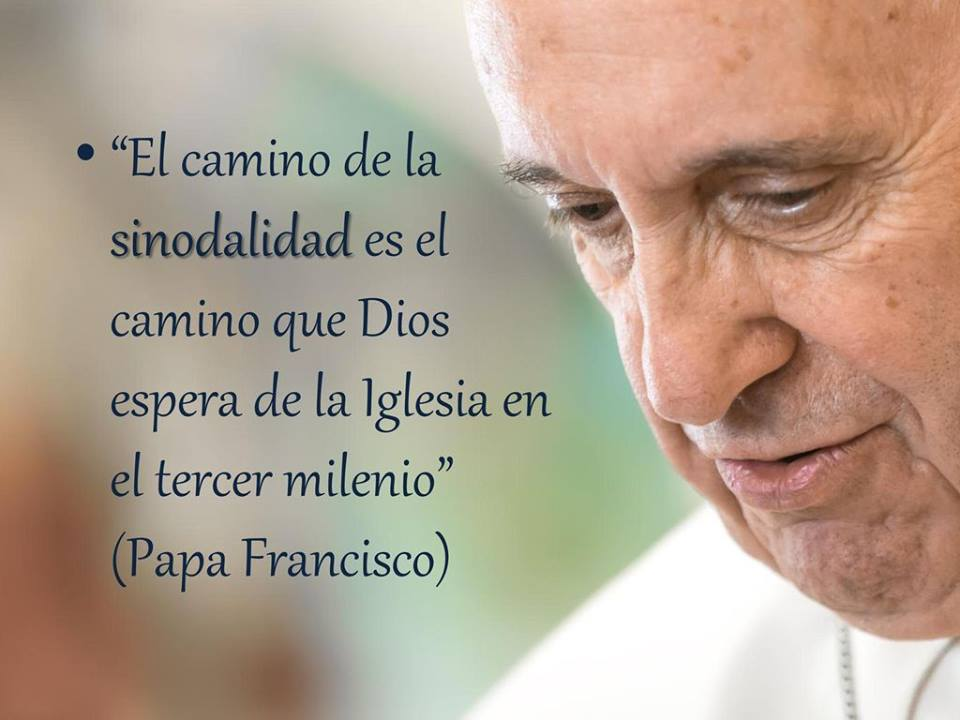 • “El camino de la
sinodalidad es el
camino que Dios
espera de la Iglesia en
el tercer milenio”
(Papa Francisco)